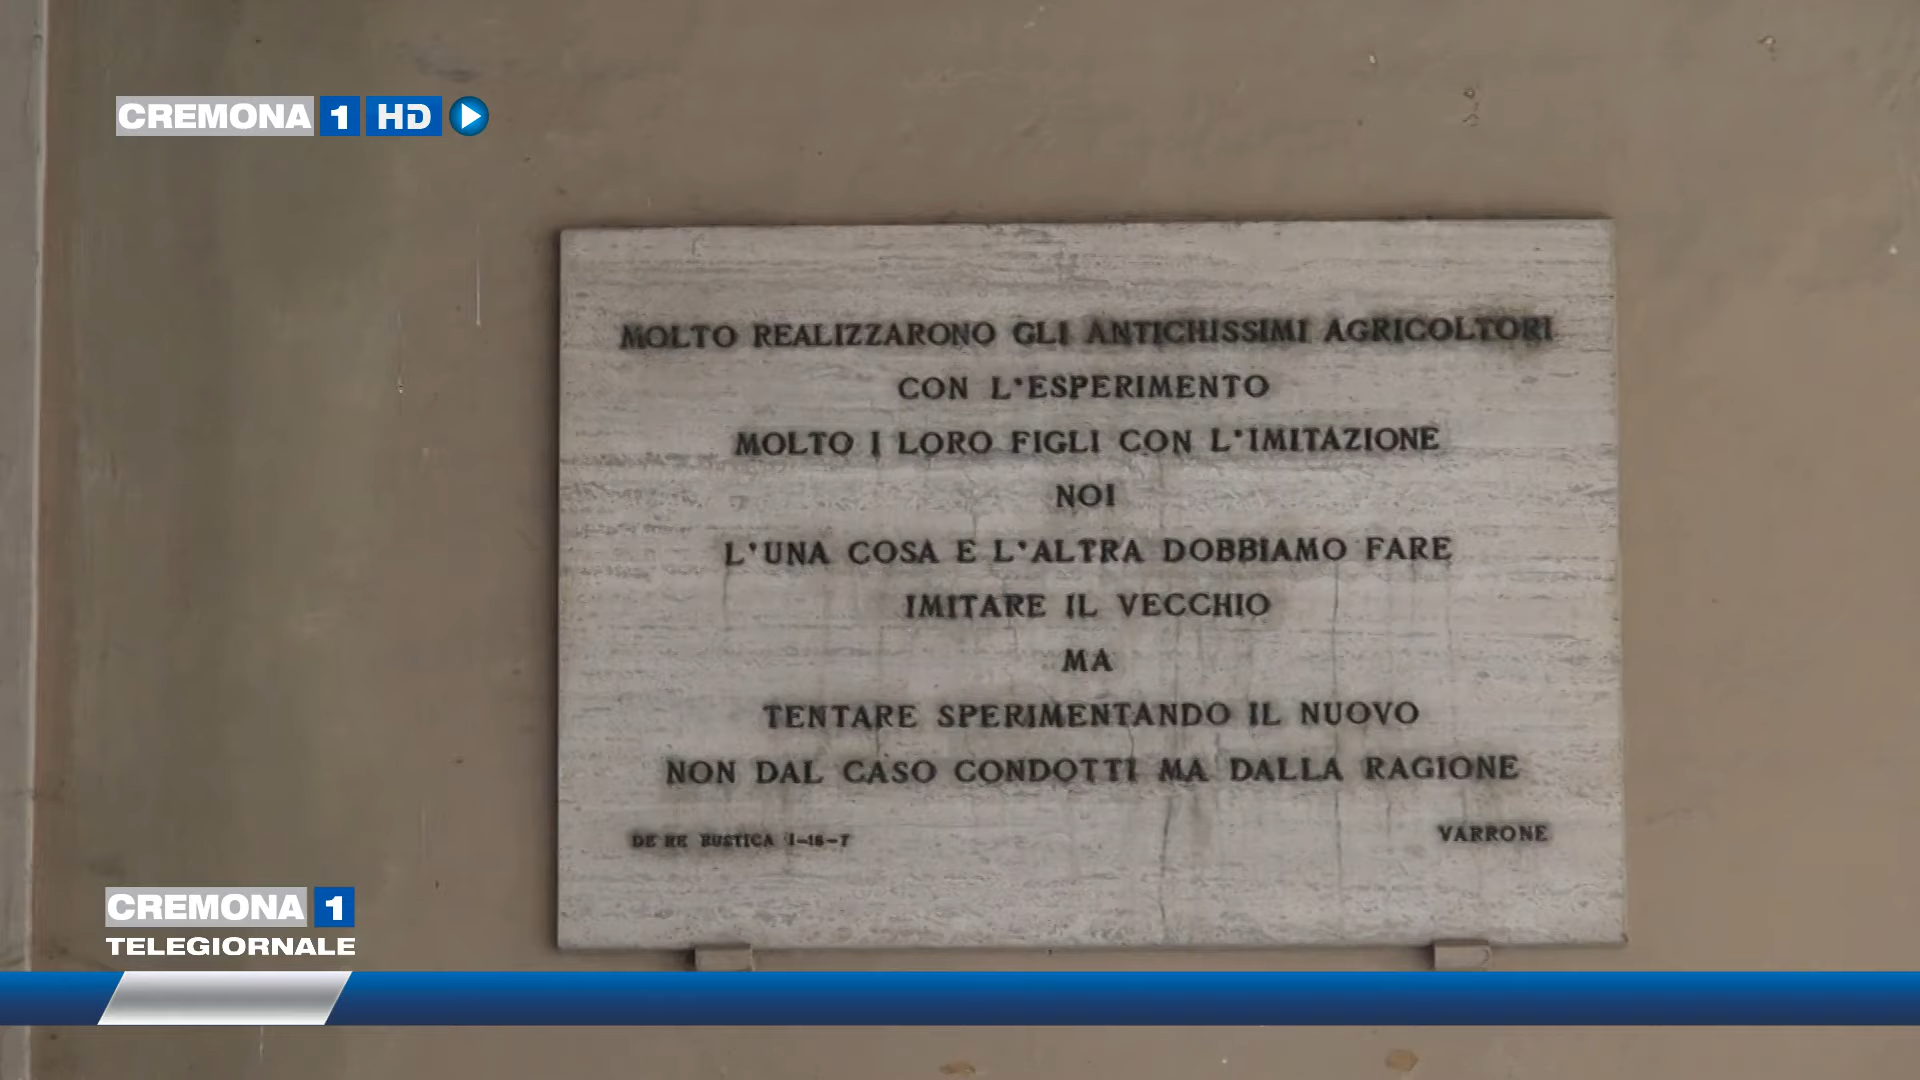 CREMONA 1 HD
MOLTO REALIZZARONO GLI ANTICHISSIMI AGRICOLTORI
CON L'ESPERIMENTO
MOLTO I LORO FIGLI CON L'IMITAZIONE
NOI
L'UNA COSA E L'ALTRA DOBBIAMO FARE
IMITARE IL VECCHIO
MA
TENTARE SPERIMENTANDO IL NUOVO
NON DAL CASO CONDOTTI MA DALLA RAGIONE
DE RE RUSTICA I-18-7
VARRONE
CREMONA 1
TELEGIORNALE